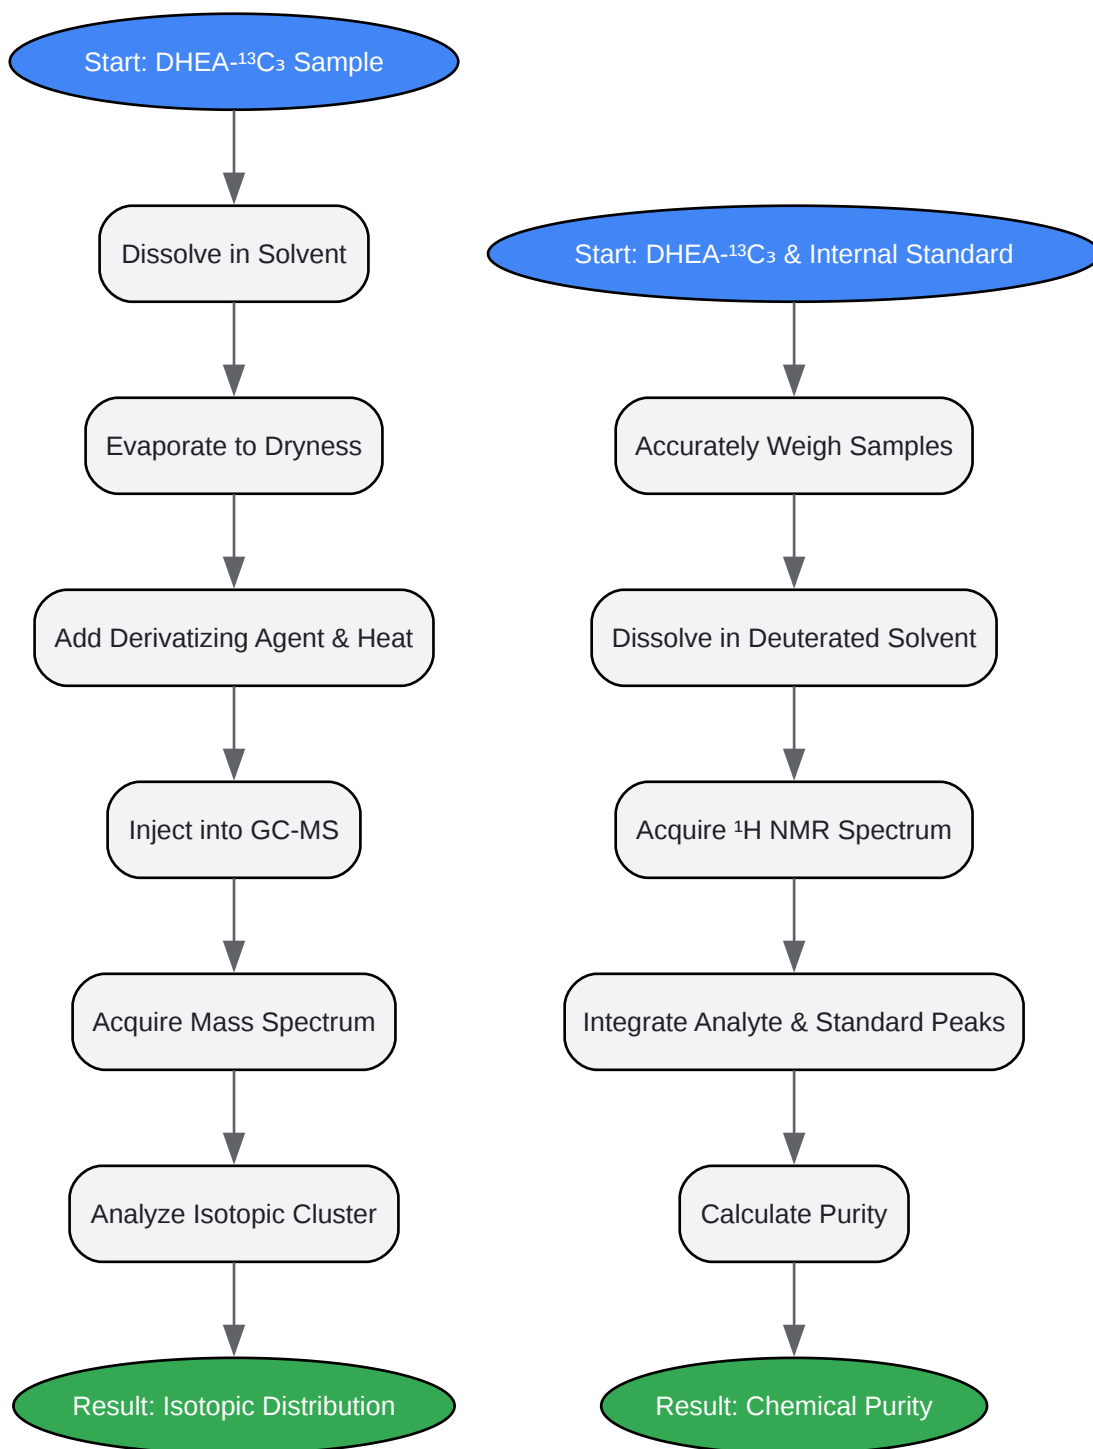 Start: DHEA-¹³C₃ Sample
Dissolve in Solvent
Evaporate to Dryness
Add Derivatizing Agent & Heat
Inject into GC-MS
Acquire Mass Spectrum
Analyze Isotopic Cluster
Result: Isotopic Distribution
Start: DHEA-¹³C₃ & Internal Standard
Accurately Weigh Samples
Dissolve in Deuterated Solvent
Acquire ¹H NMR Spectrum
Integrate Analyte & Standard Peaks
Calculate Purity
Result: Chemical Purity